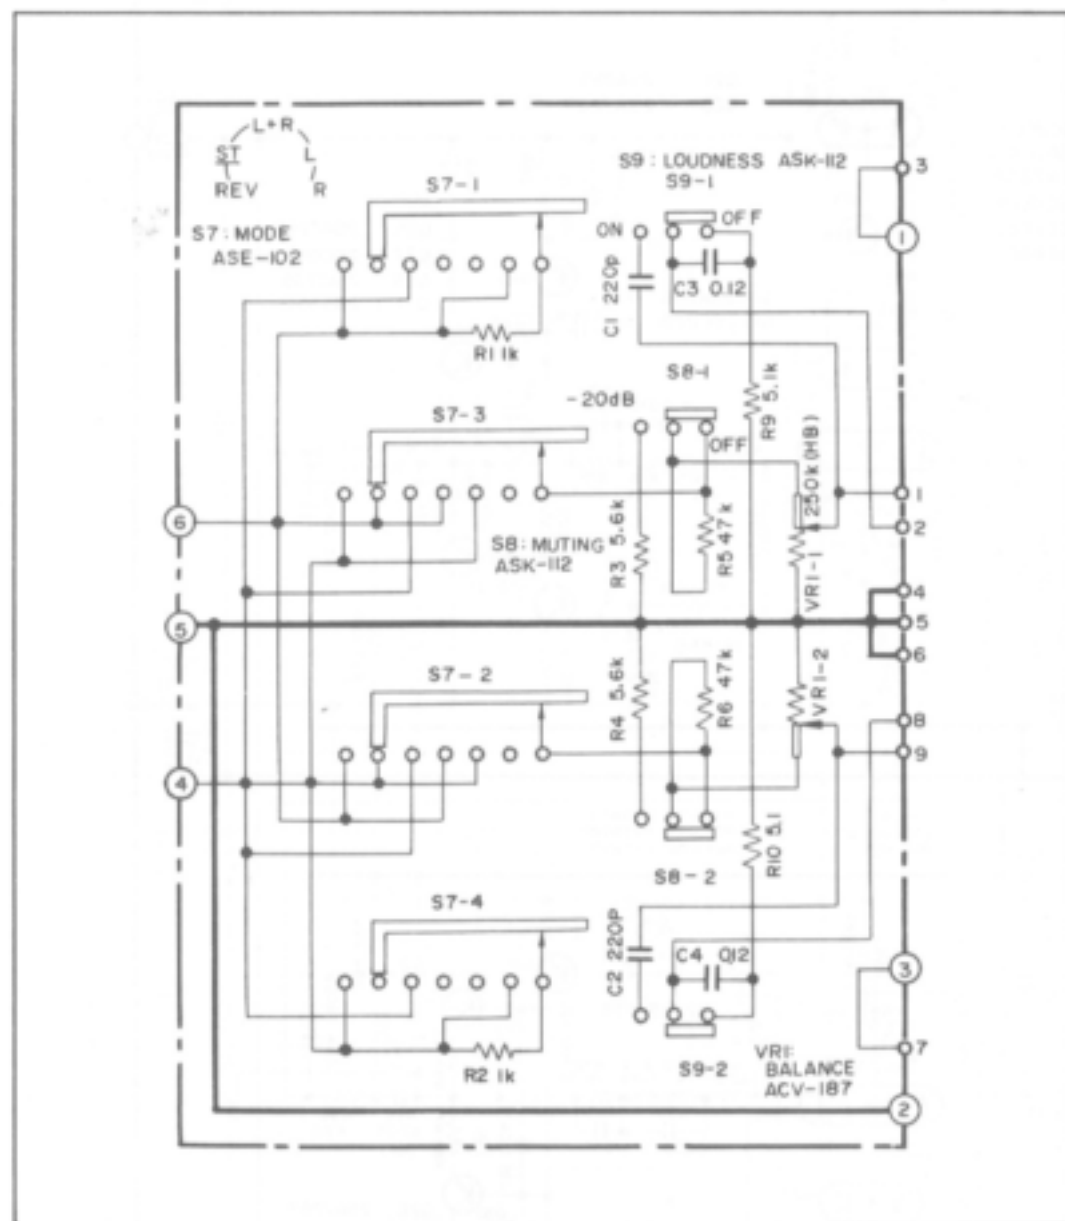 L+R
ST
L
REV
R
S7: MODE
ASE-102
S7-1
S9: LOUDNESS ASK-112
S9-1
OFF
ON
C1 220p
C3 0.12
R1 1k
3
1
S7-3
-20dB
S8-1
OFF
R9 5.1k
250k(HB)
VR1-1
S8: MUTING
ASK-112
R3 5.6k
R5 47k
1
2
6
5
4
5
6
S7-2
R4 5.6k
R6 47k
VR1-2
8
9
4
R10 5.1
S8-2
S7-4
C2 220P
C4 0.12
3
R2 1k
S9-2
VR1:
BALANCE
ACV-187
7
2